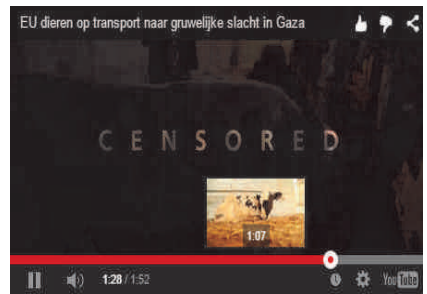 EU dieren op transport naar gruwelijke slacht in Gaza
CENSORED
1:07
1:28 / 1:52
YouTube